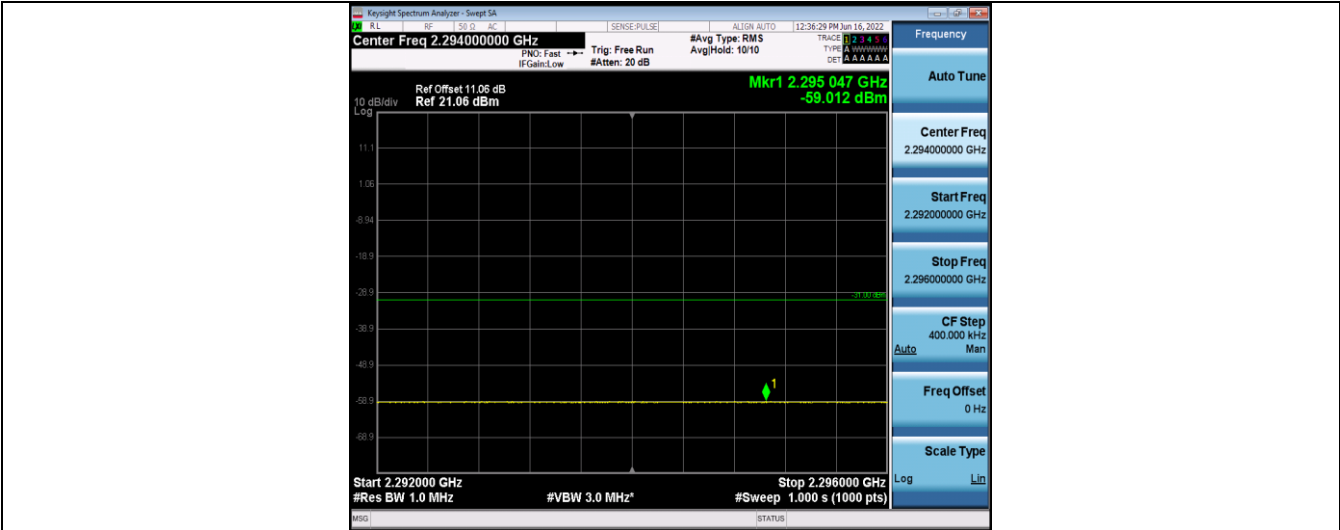 Keysight Spectrum Analyzer - Swept SA
RL RF 50 Ω AC SENSE:PULSE ALIGN AUTO 12:36:29 PM Jun 16, 2022
Center Freq 2.294000000 GHz
PNO: Fast
IFGain:Low
Trig: Free Run
#Atten: 20 dB
#Avg Type: RMS
Avg|Hold: 10/10
TRACE 1 2 3 4 5 6
TYPE A WWWWW
DET A A A A A A
Mkr1 2.295 047 GHz
-59.012 dBm
Ref Offset 11.06 dB
10 dB/div Ref 21.06 dBm
Log
11.1
1.06
-8.94
-18.9
-28.9
-31.00 dBm
-38.9
-48.9
1
-58.9
-68.9
Start 2.292000 GHz Stop 2.296000 GHz
#Res BW 1.0 MHz #VBW 3.0 MHz* #Sweep 1.000 s (1000 pts)
MSG STATUS
Frequency
Auto Tune
Center Freq
2.294000000 GHz
Start Freq
2.292000000 GHz
Stop Freq
2.296000000 GHz
CF Step
400.000 kHz
Auto Man
Freq Offset
0 Hz
Scale Type
Log Lin